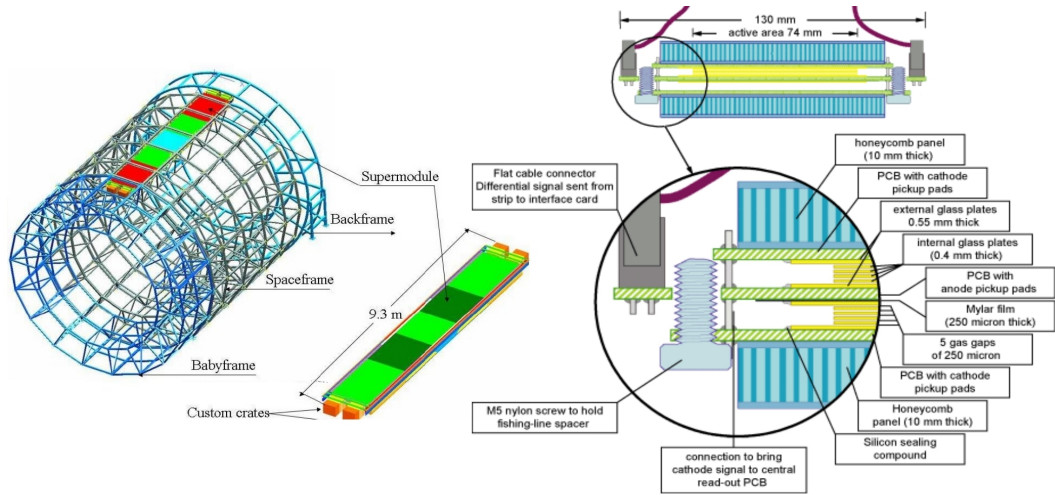 Supermodule
Backframe
Spaceframe
9.3 m
Babyframe
Custom crates
130 mm
active area 74 mm
honeycomb panel
(10 mm thick)
PCB with cathode
pickup pads
external glass plates
0.55 mm thick
internal glass plates
(0.4 mm thick)
PCB with
anode pickup pads
Mylar film
(250 micron thick)
5 gas gaps
of 250 micron
PCB with cathode
pickup pads
Honeycomb
panel (10 mm thick)
Silicon sealing
compound
Flat cable connector
Differential signal sent from
strip to interface card
M5 nylon screw to hold
fishing-line spacer
connection to bring
cathode signal to central
read-out PCB